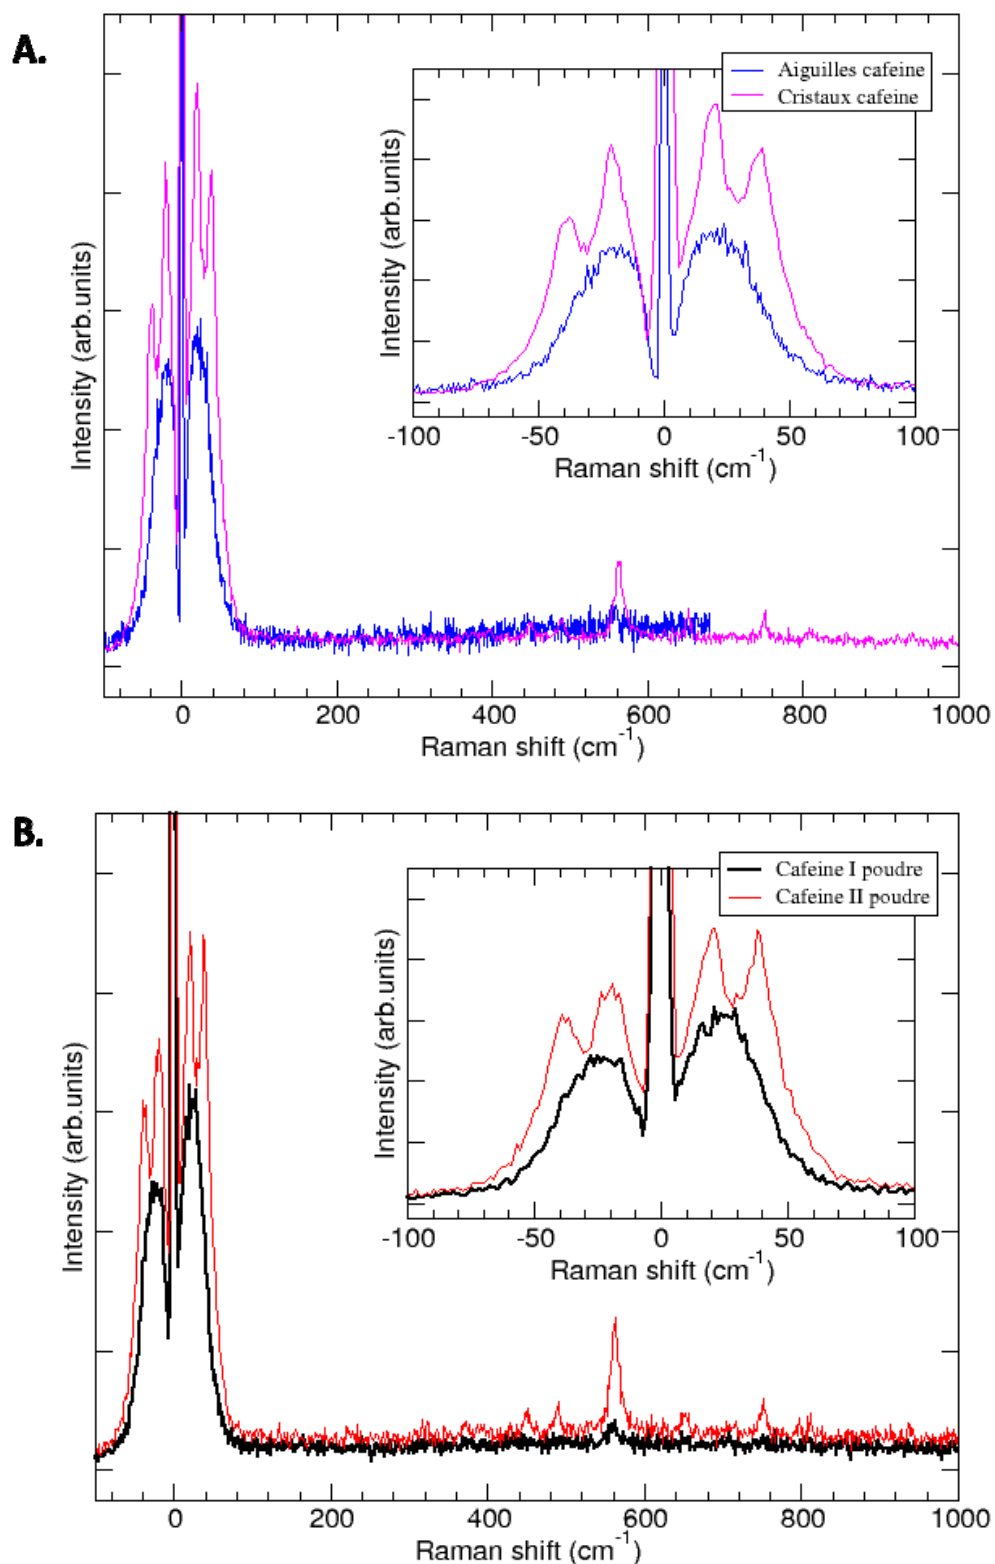 A.
Aiguilles cafeine
Cristaux cafeine
Intensity (arb.units)
-100 -50 0 50 100
Raman shift (cm-1)
Intensity (arb.units)
0 200 400 600 800 1000
Raman shift (cm-1)
B.
Cafeine I poudre
Cafeine II poudre
Intensity (arb.units)
-100 -50 0 50 100
Raman shift (cm-1)
Intensity (arb.units)
0 200 400 600 800 1000
Raman shift (cm-1)